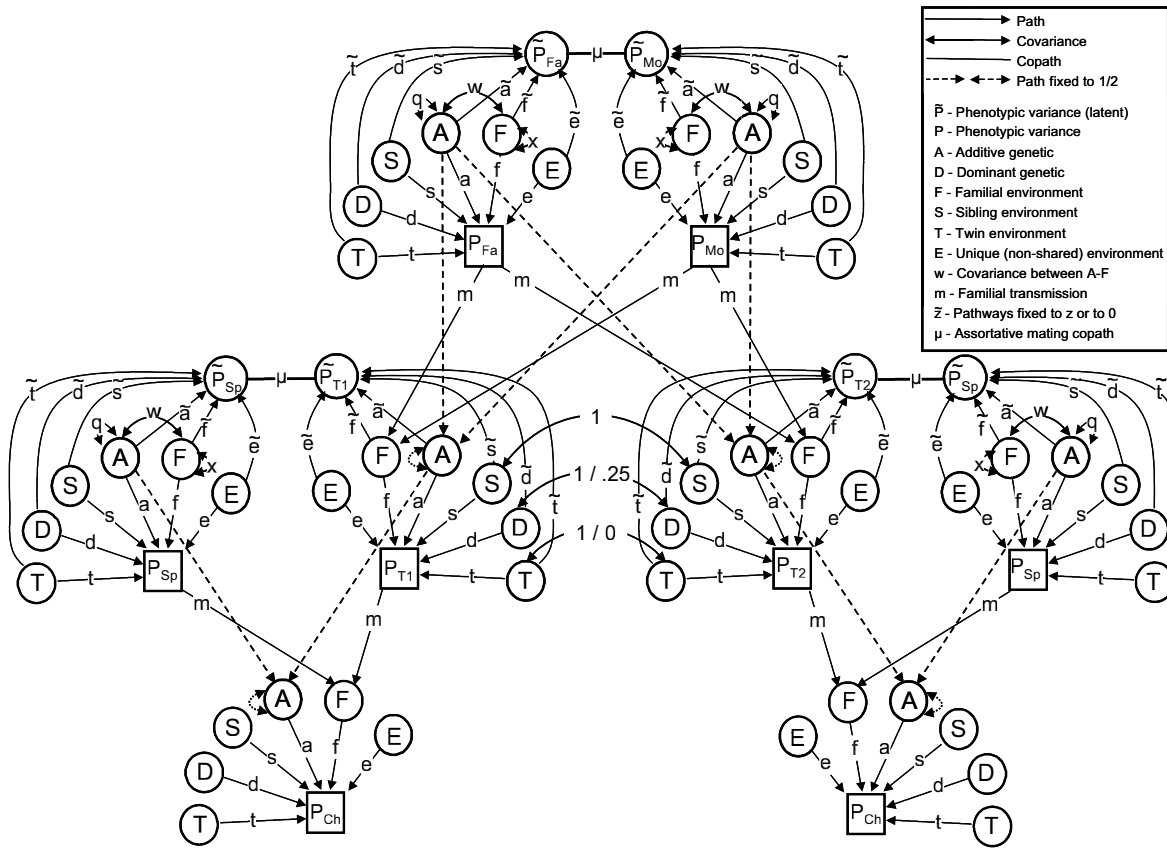 Path
Covariance
Copath
Path fixed to 1/2
P̃ - Phenotypic variance (latent)
P - Phenotypic variance
A - Additive genetic
D - Dominant genetic
F - Familial environment
S - Sibling environment
T - Twin environment
E - Unique (non-shared) environment
w - Covariance between A-F
m - Familial transmission
z̃ - Pathways fixed to z or to 0
μ - Assortative mating copath
P̃Fa μ P̃Mo
t̃ d̃ s̃ s̃ d̃ t̃
q w ã f̃ f̃ ã w q
A F ẽ ẽ F A
x x
S E E S
a f f a
s e e s
D d d D
PFa PMo
T t t T
m m m m
P̃Sp μ P̃T1 P̃T2 μ P̃Sp
t̃ d̃ s̃ s̃ d̃ t̃
q w ã f̃ f̃ ã ã f̃ f̃ ã w q
1
A F ẽ ẽ F A s̃ s̃ A F ẽ ẽ F A
x x
S E E S d̃ 1 / .25 d̃ S E E S
t̃ t̃
a f f a a f f a
s e e s s e e s
D d d D D d d D
1 / 0
PSp PT1 PT2 PSp
T t t T T t t T
m m m m
A F F A
S E E S
a f f a
s e e s
D d d D
PCh PCh
T t t T